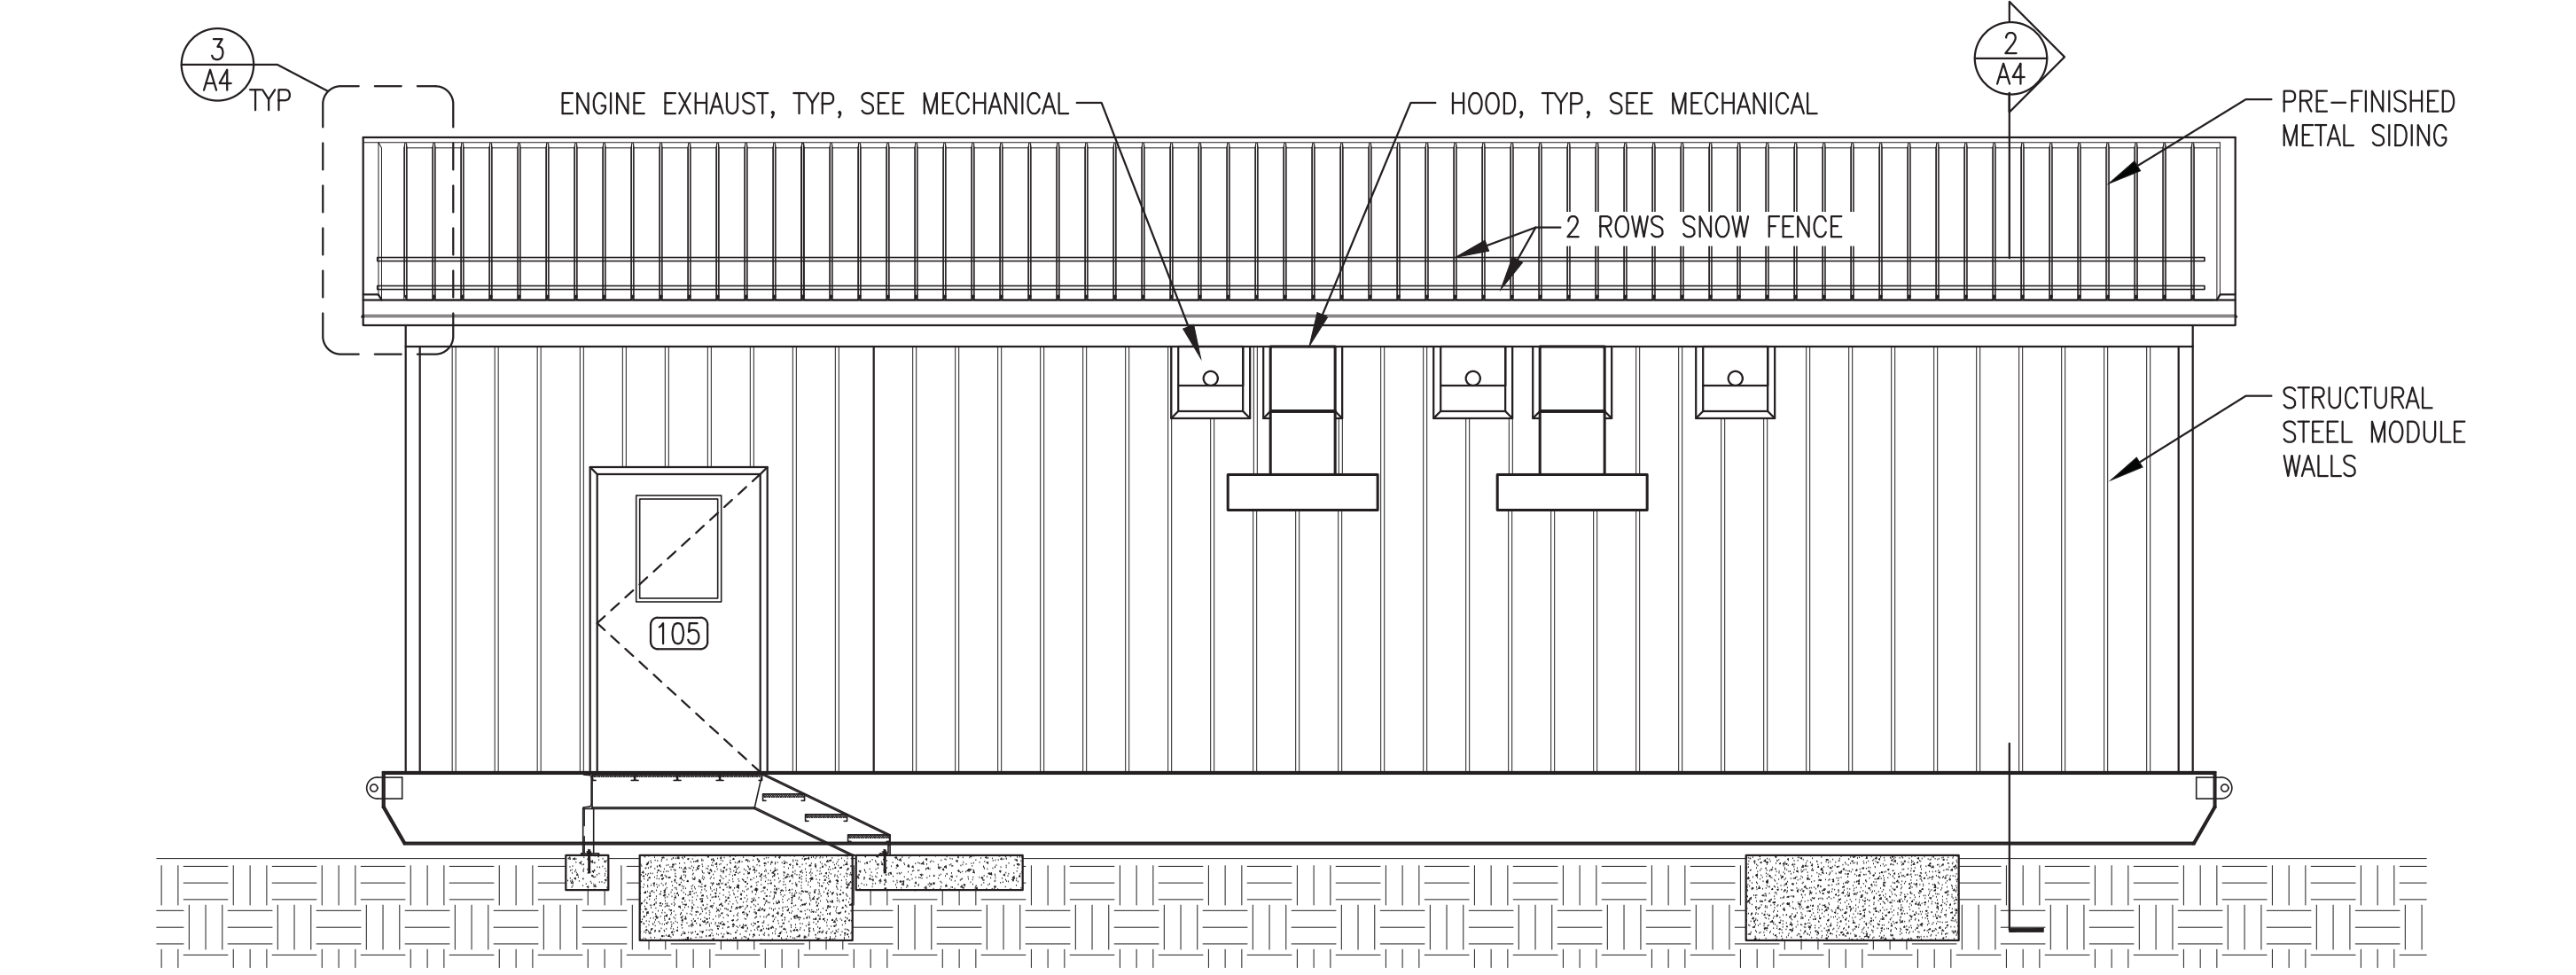 3
A4
TYP
ENGINE EXHAUST, TYP, SEE MECHANICAL
HOOD, TYP, SEE MECHANICAL
2
A4
PRE-FINISHED
METAL SIDING
2 ROWS SNOW FENCE
STRUCTURAL
STEEL MODULE
WALLS
105